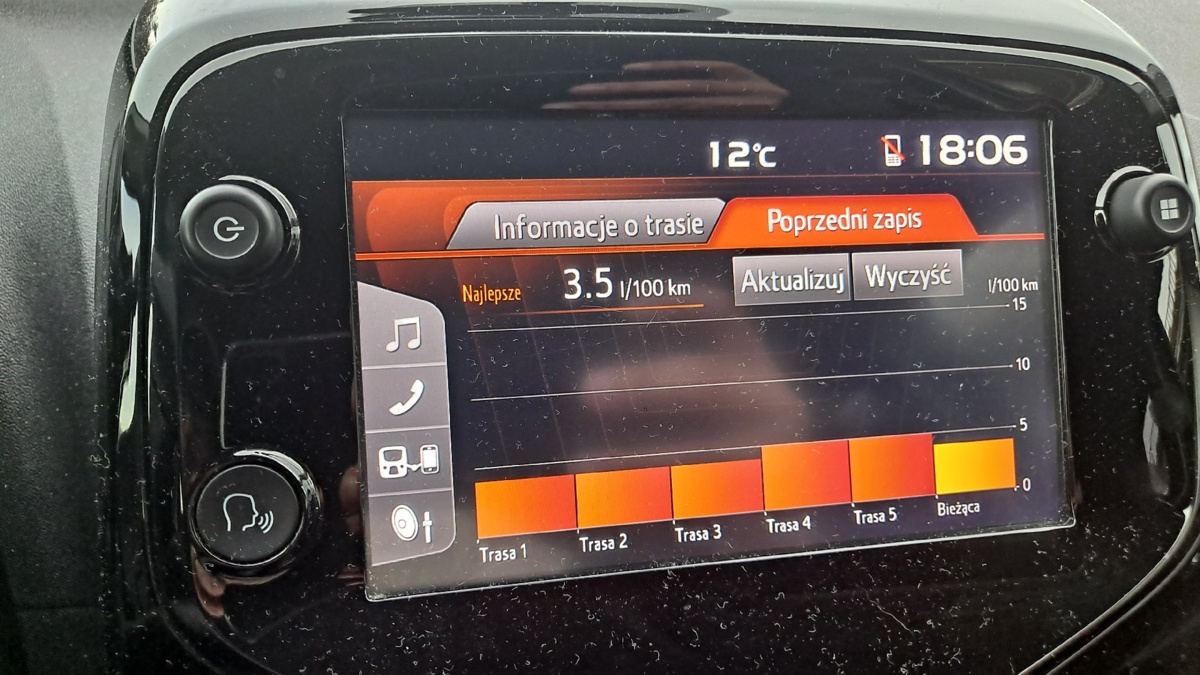 12°C 18:06
Informacje o trasie Poprzedni zapis
Najlepsze 3.5 l/100 km Aktualizuj Wyczyść l/100 km
15
10
5
0
Trasa 1 Trasa 2 Trasa 3 Trasa 4 Trasa 5 Bieżąca